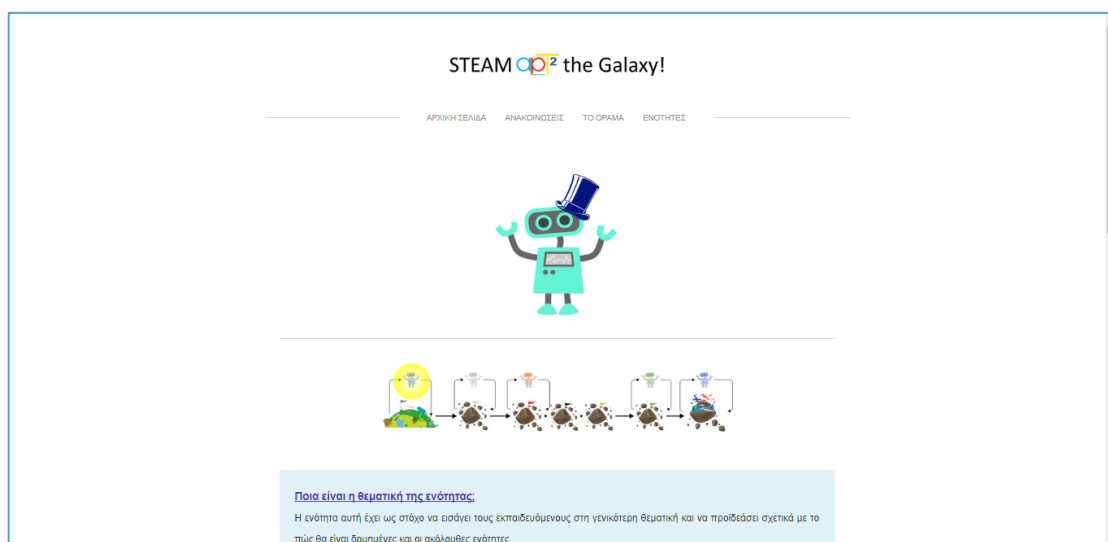 STEAM apT² the Galaxy!
ΑΡΧΙΚΗ ΣΕΛΙΔΑ ΑΝΑΚΟΙΝΩΣΕΙΣ ΤΟ ΟΡΑΜΑ ΕΝΟΤΗΤΕΣ
Ποια είναι η θεματική της ενότητας;
Η ενότητα αυτή έχει ως στόχο να εισάγει τους εκπαιδευόμενους στη γενικότερη θεματική και να προϊδεάσει σχετικά με το
πώς θα είναι δομημένες και οι ακόλουθες ενότητες.